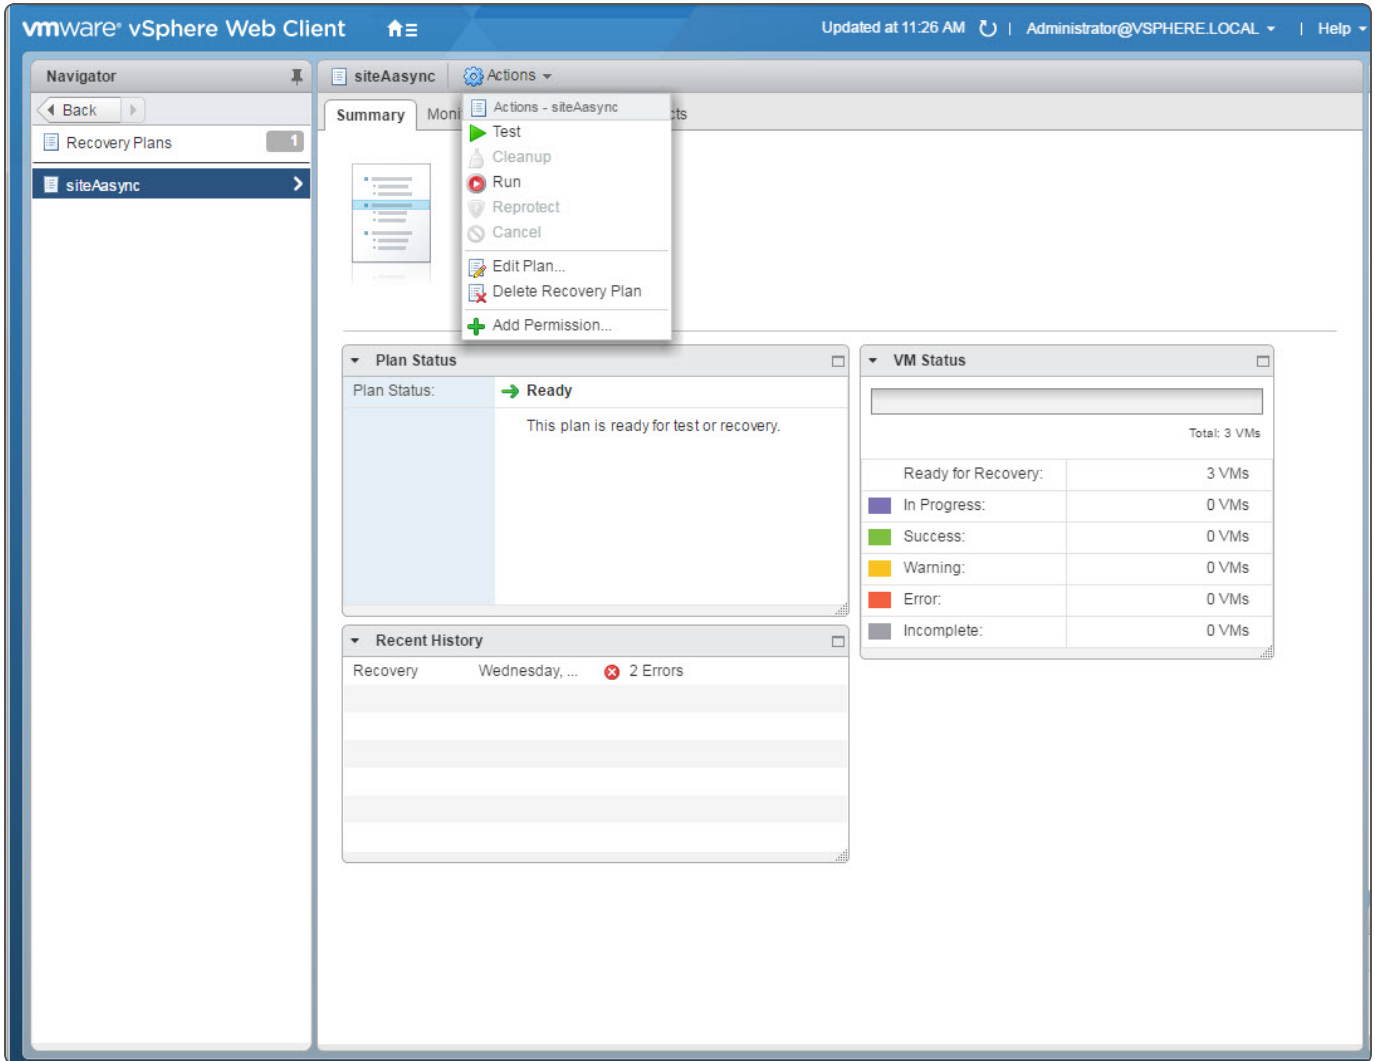 vmware® vSphere Web Client
Updated at 11:26 AM | Administrator@VSPHERE.LOCAL | Help
Navigator
Back
Recovery Plans 1
siteAasync
siteAasync Actions
Summary
Actions - siteAasync
Test
Cleanup
Run
Reprotect
Cancel
Edit Plan...
Delete Recovery Plan
Add Permission...
Plan Status
Plan Status: Ready
This plan is ready for test or recovery.
Recent History
Recovery Wednesday, ... 2 Errors
VM Status
Total: 3 VMs
Ready for Recovery: 3 VMs
In Progress: 0 VMs
Success: 0 VMs
Warning: 0 VMs
Error: 0 VMs
Incomplete: 0 VMs